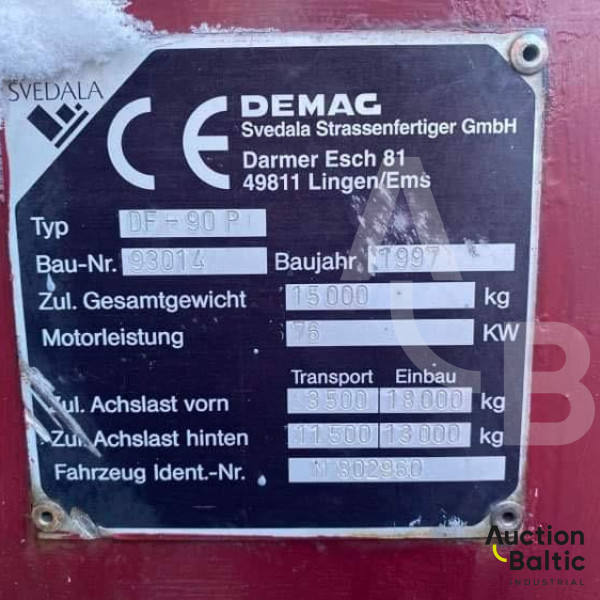 SVEDALA
CE DEMAG
Svedala Strassenfertiger GmbH
Darmer Esch 81
49811 Lingen/Ems
Typ DF-90 P
Bau-Nr. 93014 Baujahr 1997
Zul. Gesamtgewicht 15000 kg
Motorleistung 76 KW
Transport Einbau
Zul. Achslast vorn 3500 18000 kg
Zul. Achslast hinten 11500 13000 kg
Fahrzeug Ident.-Nr. M302960
AB
Auction
Baltic
INDUSTRIAL